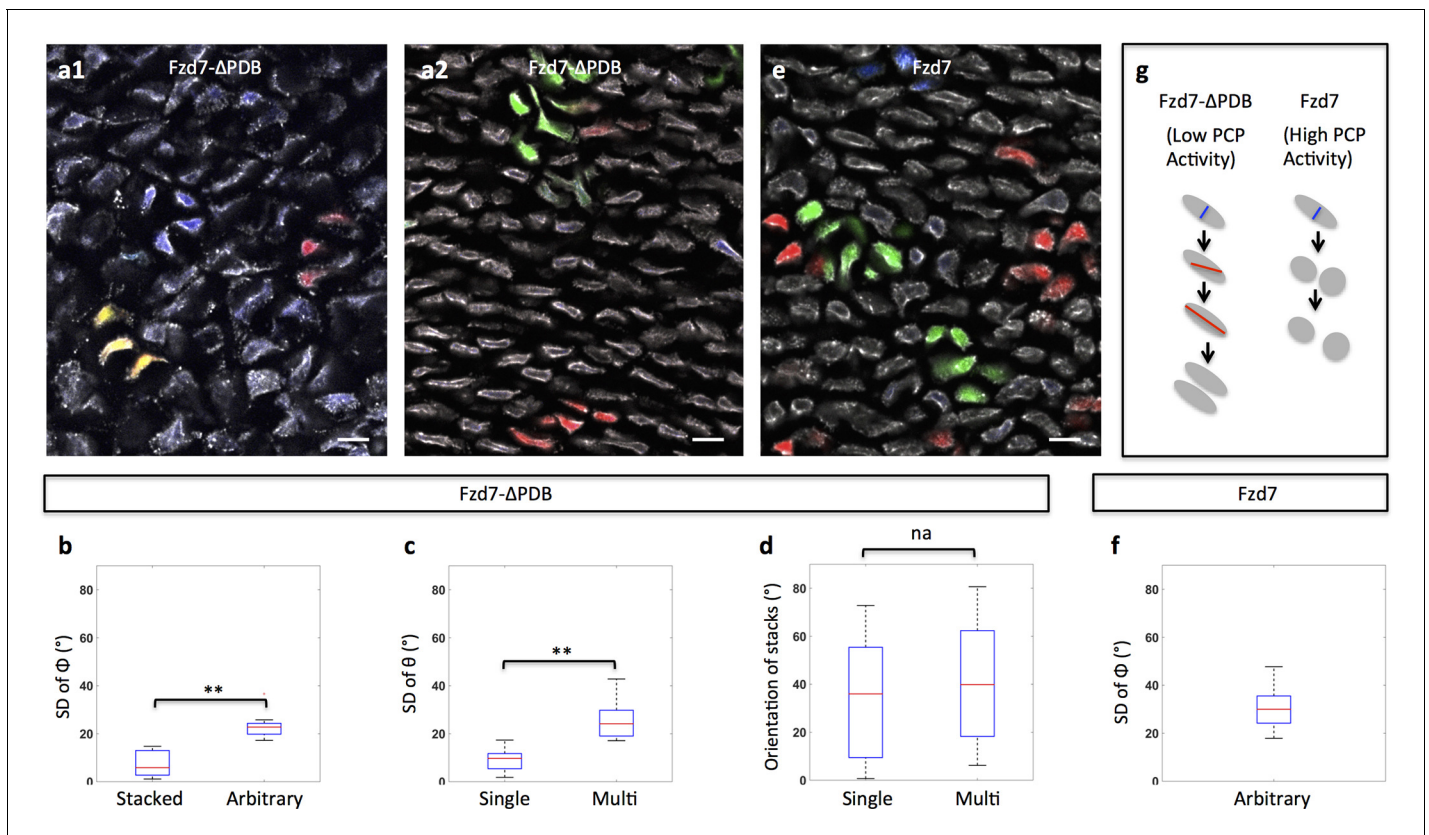 a1
Fzd7-ΔPDB
a2
Fzd7-ΔPDB
e
Fzd7
g
Fzd7-ΔPDB
Fzd7
(Low PCP
Activity)
(High PCP
Activity)
Fzd7-ΔPDB
Fzd7
b
SD of Φ (°)
80
60
40
20
0
**
Stacked
Arbitrary
c
SD of θ (°)
80
60
40
20
0
**
Single
Multi
d
Orientation of stacks (°)
80
60
40
20
0
na
Single
Multi
f
SD of Φ (°)
80
60
40
20
0
Arbitrary